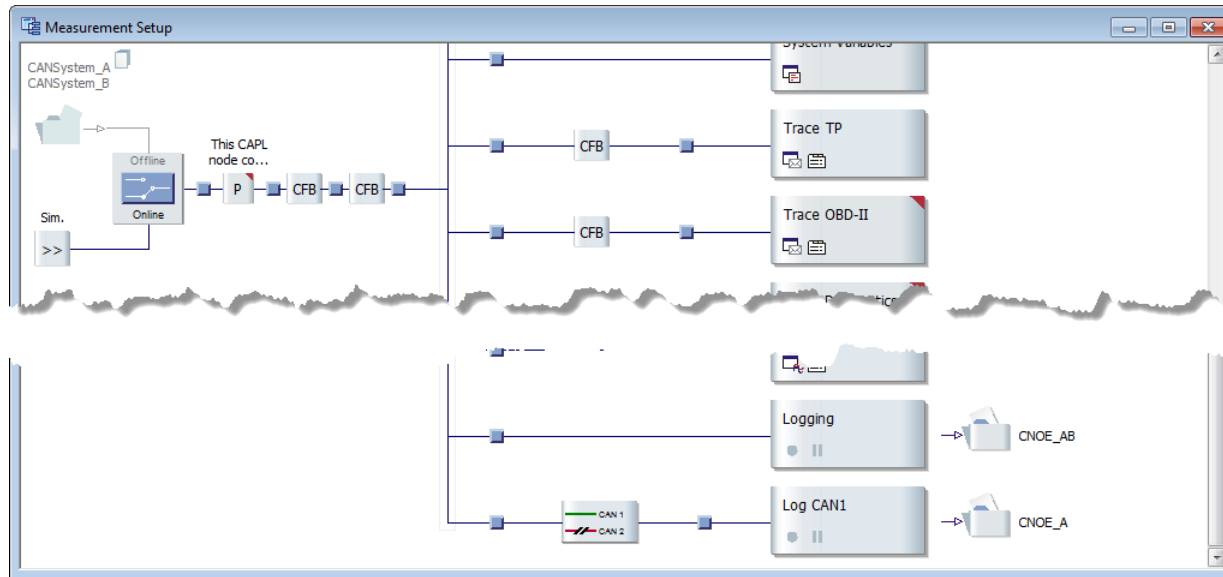 Measurement Setup
CANSystem_A
CANSystem_B
System Variables
Trace TP
This CAPL
node co...
CFB
Offline
P
CFB
CFB
Online
Sim.
>>
Trace OBD-II
CFB
Logging
CNOE_AB
Log CAN1
CAN 1
CAN 2
CNOE_A